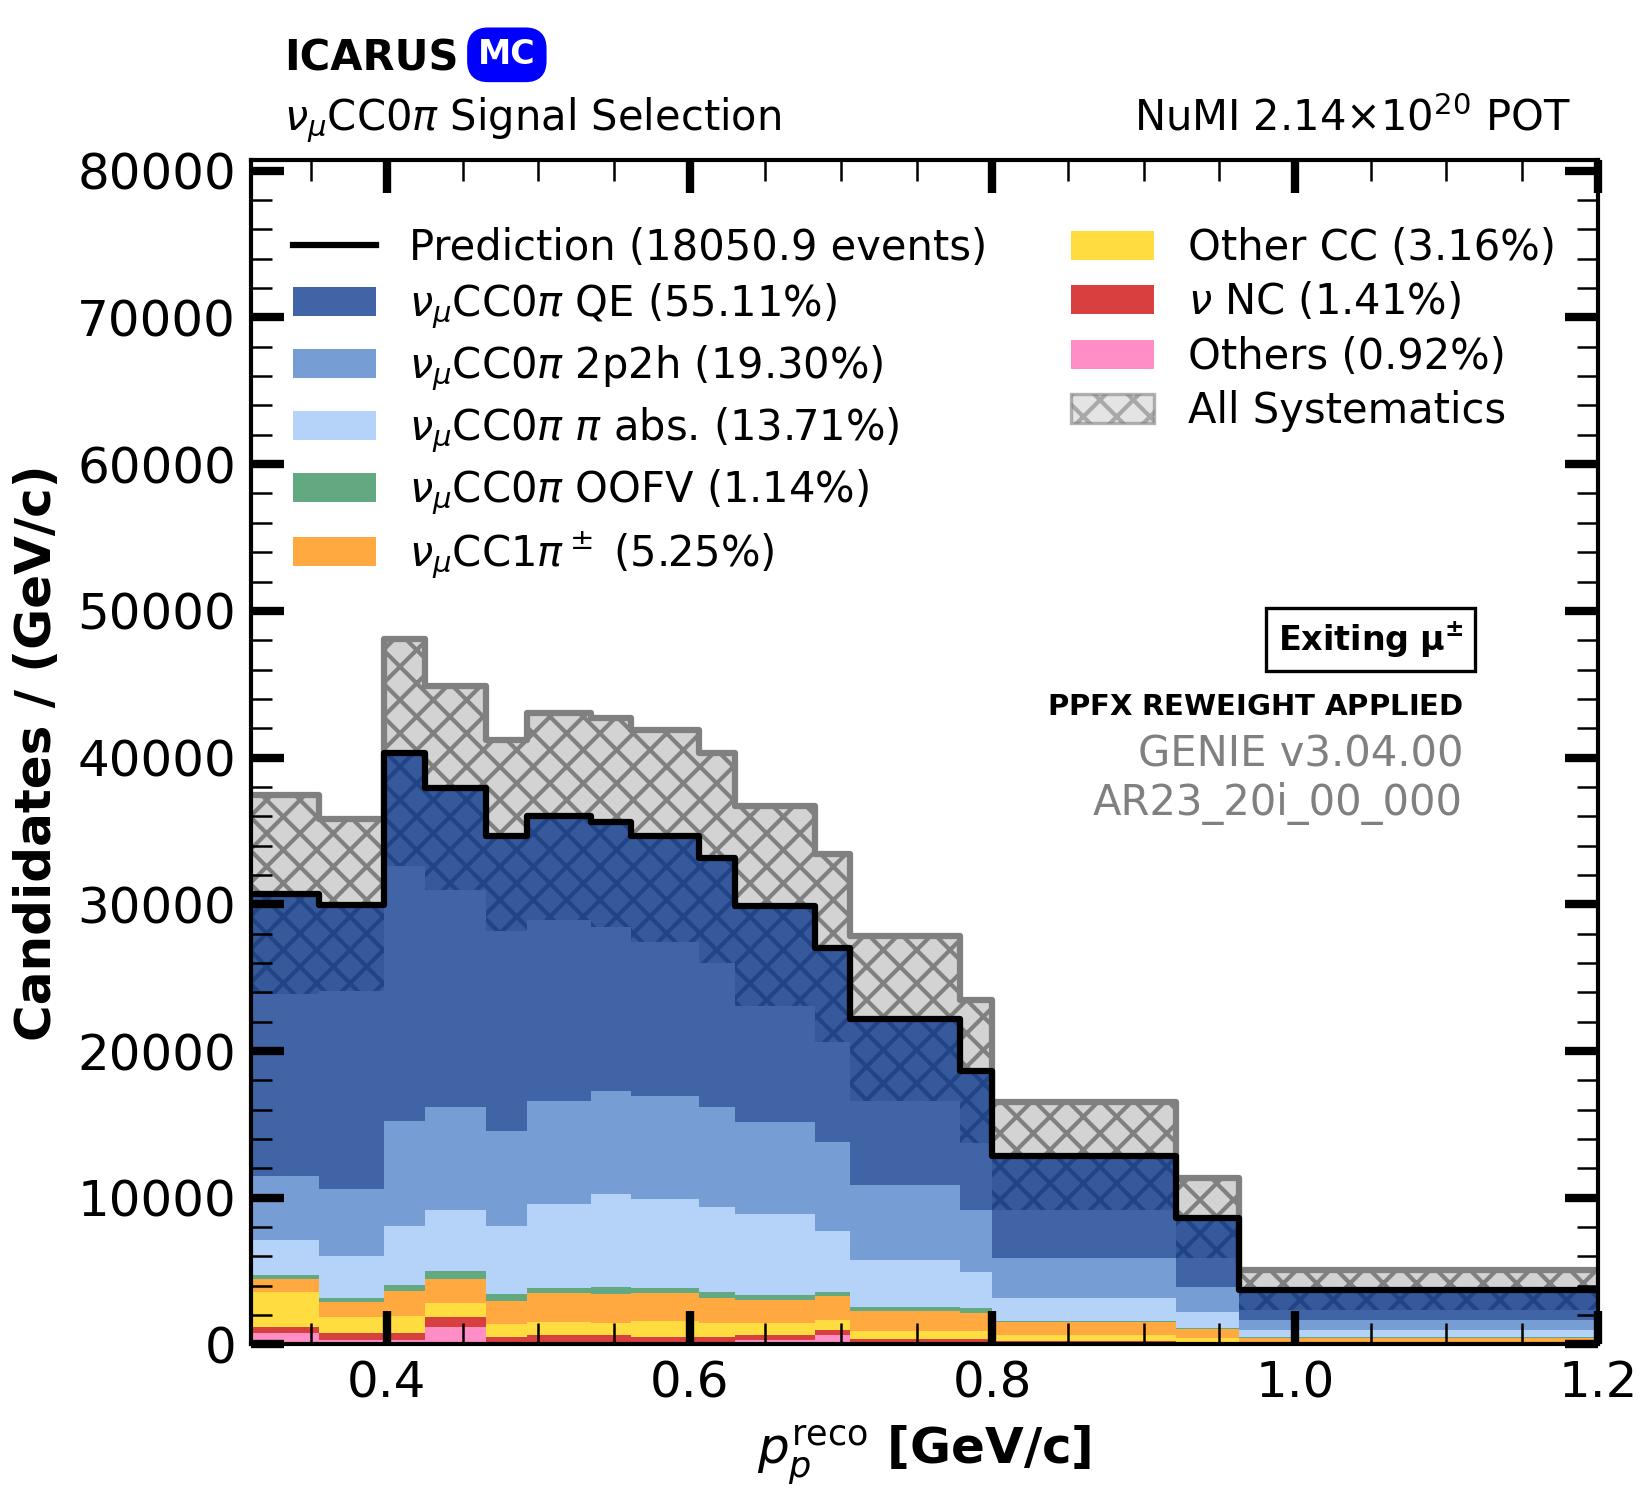 ICARUS MC
νμCC0π Signal Selection
NuMI 2.14×10²⁰ POT
Candidates / (GeV/c)
80000
70000
60000
50000
40000
30000
20000
10000
0
Prediction (18050.9 events)
νμCC0π QE (55.11%)
νμCC0π 2p2h (19.30%)
νμCC0π π abs. (13.71%)
νμCC0π OOFV (1.14%)
νμCC1π± (5.25%)
Other CC (3.16%)
ν NC (1.41%)
Others (0.92%)
All Systematics
Exiting μ±
PPFX REWEIGHT APPLIED
GENIE v3.04.00
AR23_20i_00_000
0.4 0.6 0.8 1.0 1.2
p_p^reco [GeV/c]